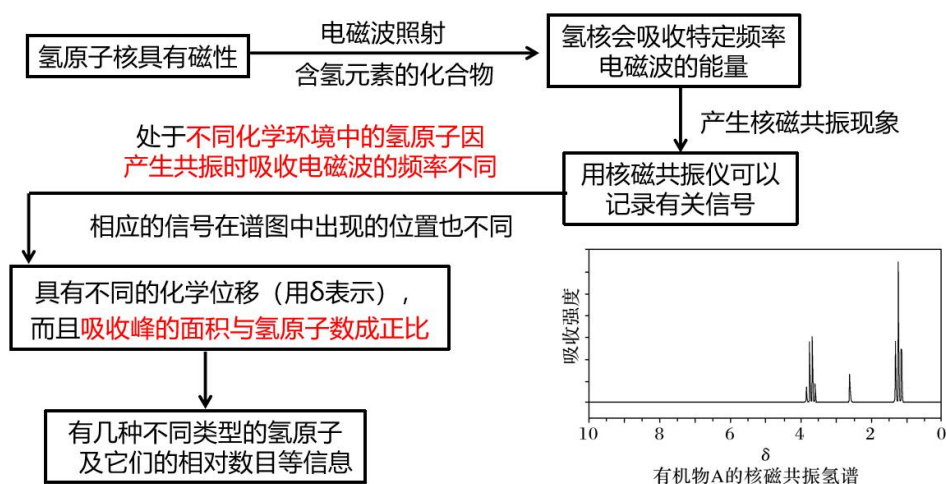 氢原子核具有磁性
电磁波照射
含氢元素的化合物
氢核会吸收特定频率
电磁波的能量
产生核磁共振现象
用核磁共振仪可以
记录有关信号
处于不同化学环境中的氢原子因
产生共振时吸收电磁波的频率不同
相应的信号在谱图中出现的位置也不同
具有不同的化学位移（用δ表示），
而且吸收峰的面积与氢原子数成正比
有几种不同类型的氢原子
及它们的相对数目等信息
吸收强度
10 8 6 4 2 0
δ
有机物A的核磁共振氢谱